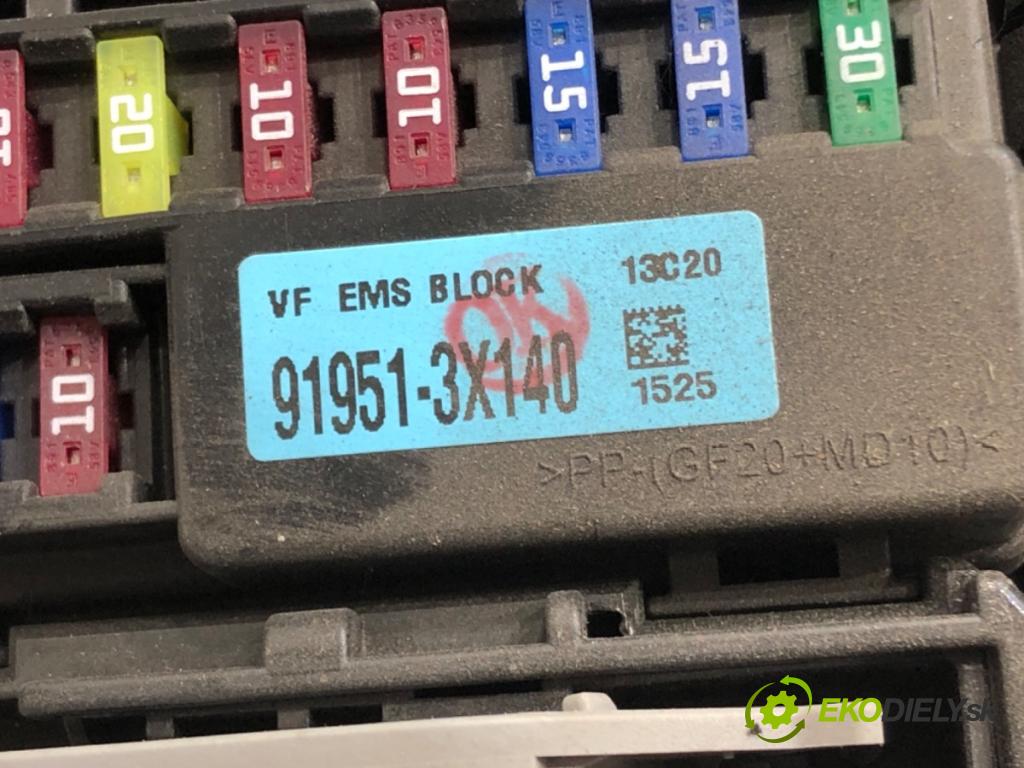 20
10
10
15
15
30
VF EMS BLOCK 13C20
OK
91951-3X140
1525
10
>PP-(GF20+MD10)<
EKODIELY.sk